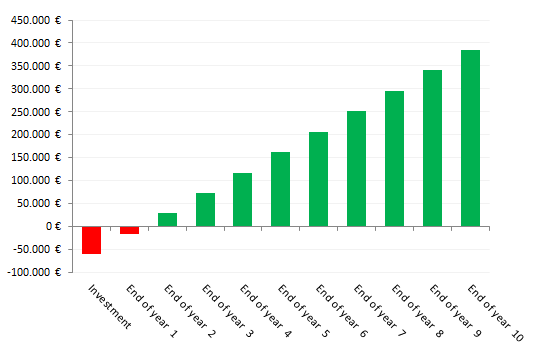 450.000 €
400.000 €
350.000 €
300.000 €
250.000 €
200.000 €
150.000 €
100.000 €
50.000 €
0 €
-50.000 €
-100.000 €
Investment
End of year 1
End of year 2
End of year 3
End of year 4
End of year 5
End of year 6
End of year 7
End of year 8
End of year 9
End of year 10